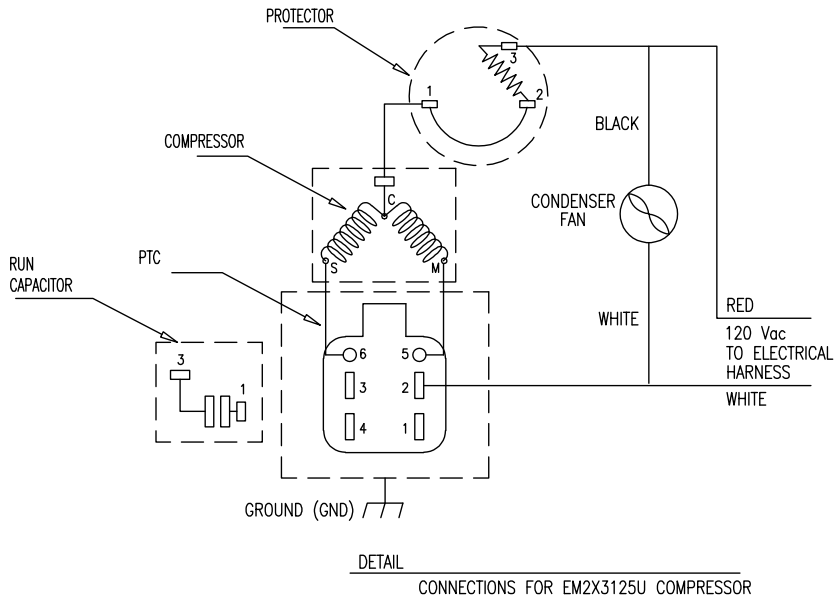 PROTECTOR
3
1
2
BLACK
COMPRESSOR
C
CONDENSER
FAN
S
M
RUN
CAPACITOR
PTC
RED
WHITE
120 Vac
TO ELECTRICAL
HARNESS
WHITE
3
1
6
5
3
2
4
1
GROUND (GND)
DETAIL
CONNECTIONS FOR EM2X3125U COMPRESSOR